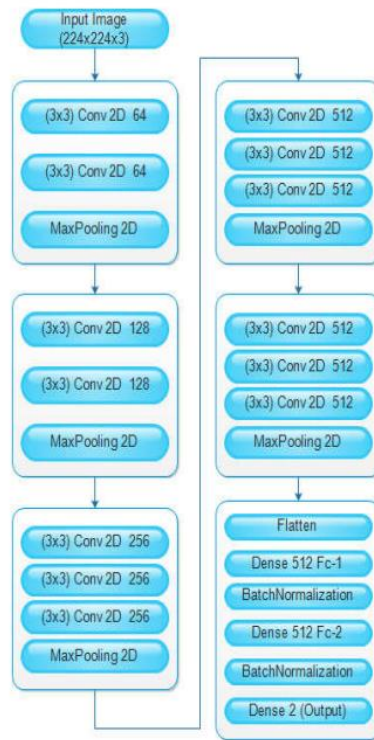 Input Image
(224x224x3)
(3x3) Conv 2D 64
(3x3) Conv 2D 64
MaxPooling 2D
(3x3) Conv 2D 128
(3x3) Conv 2D 128
MaxPooling 2D
(3x3) Conv 2D 256
(3x3) Conv 2D 256
(3x3) Conv 2D 256
MaxPooling 2D
(3x3) Conv 2D 512
(3x3) Conv 2D 512
(3x3) Conv 2D 512
MaxPooling 2D
(3x3) Conv 2D 512
(3x3) Conv 2D 512
(3x3) Conv 2D 512
MaxPooling 2D
Flatten
Dense 512 Fc-1
BatchNormalization
Dense 512 Fc-2
BatchNormalization
Dense 2 (Output)